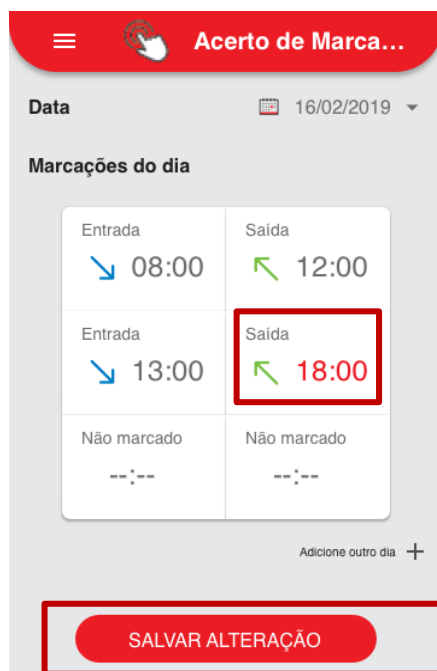 Acerto de Marca...
Data 16/02/2019
Marcações do dia
Entrada Saída
08:00 12:00
Entrada Saída
13:00 18:00
Não marcado Não marcado
--:-- --:--
Adicione outro dia +
SALVAR ALTERAÇÃO